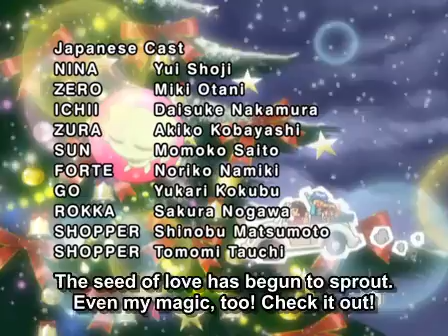 Japanese Cast
NINA Yui Shoji
ZERO Miki Otani
ICHII Daisuke Nakamura
ZURA Akiko Kobayashi
SUN Momoko Saito
FORTE Noriko Namiki
GO Yukari Kokubu
ROKKA Sakura Nogawa
SHOPPER Shinobu Matsumoto
SHOPPER Tomomi Tauchi
The seed of love has begun to sprout.
Even my magic, too! Check it out!